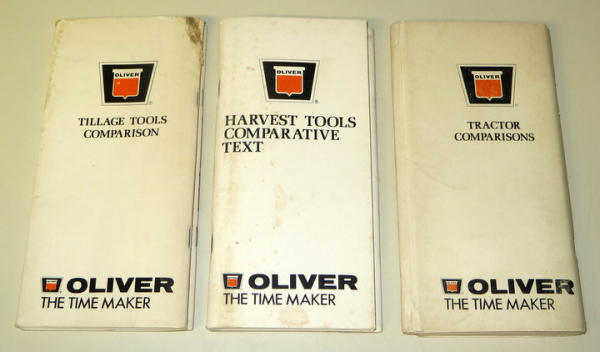 OLIVER
®
TILLAGE TOOLS
COMPARISON
OLIVER
THE TIME MAKER
OLIVER
®
HARVEST TOOLS
COMPARATIVE
TEXT
OLIVER
THE TIME MAKER
OLIVER
®
TRACTOR
COMPARISONS
OLIVER
THE TIME MAKER